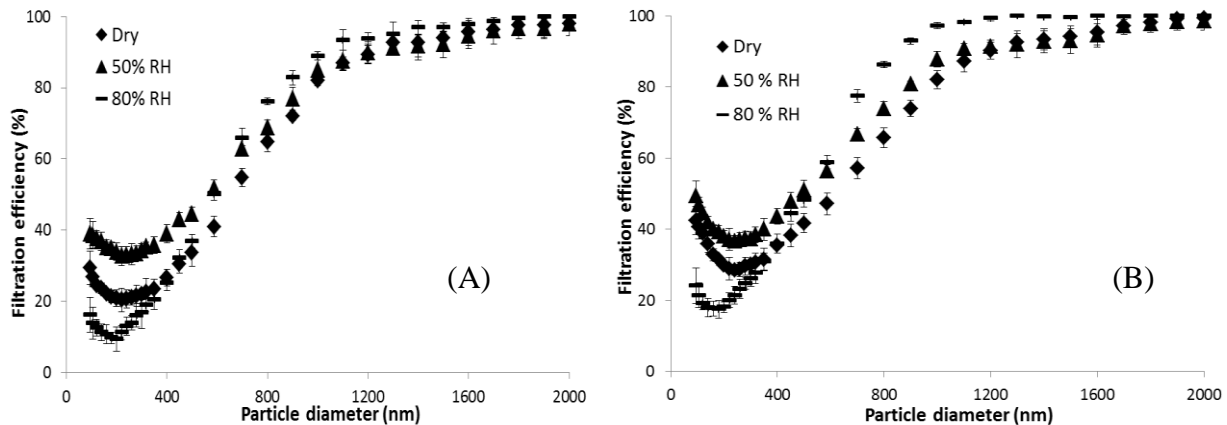 100
80
60
40
20
0
Filtration efficiency (%)
Dry
50% RH
80% RH
(A)
0 400 800 1200 1600 2000
Particle diameter (nm)
100
80
60
40
20
0
Filtration efficiency (%)
Dry
50 % RH
80 % RH
(B)
0 400 800 1200 1600 2000
Particle diameter (nm)